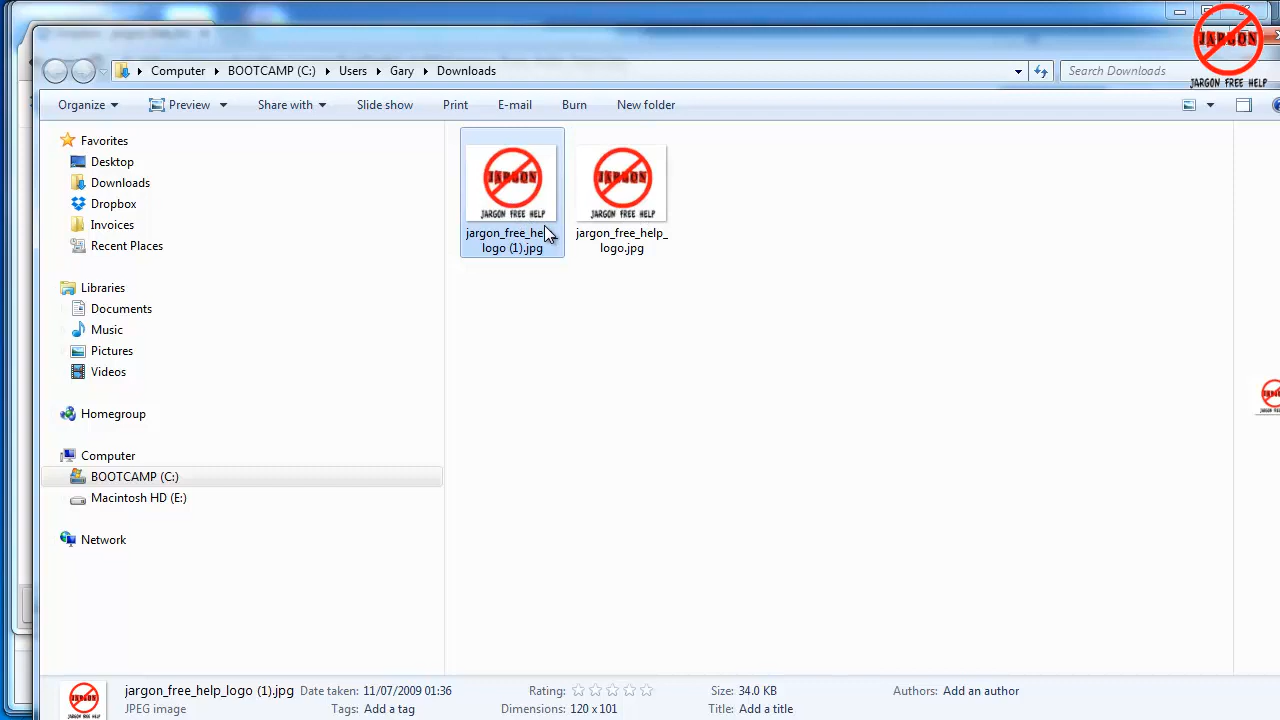 Computer BOOTCAMP (C:) Users Gary Downloads
Search Downloads
JARGON
JARGON FREE HELP
Organize Preview Share with Slide show Print E-mail Burn New folder
Favorites
Desktop
Downloads
Dropbox
Invoices
Recent Places
Libraries
Documents
Music
Pictures
Videos
Homegroup
Computer
BOOTCAMP (C:)
Macintosh HD (E:)
Network
JARGON
JARGON FREE HELP
logo (1).jpg
JARGON
JARGON FREE HELP
jargon_free_help_
logo.jpg
JARGON
JARGON FREE HELP
jargon_free_help_logo (1).jpg Date taken: 11/07/2009 01:36 Rating: Size: 34.0 Authors: Add an author
JPEG image Tags: Add a tag Dimensions: 120 x 101 Title: Add a title